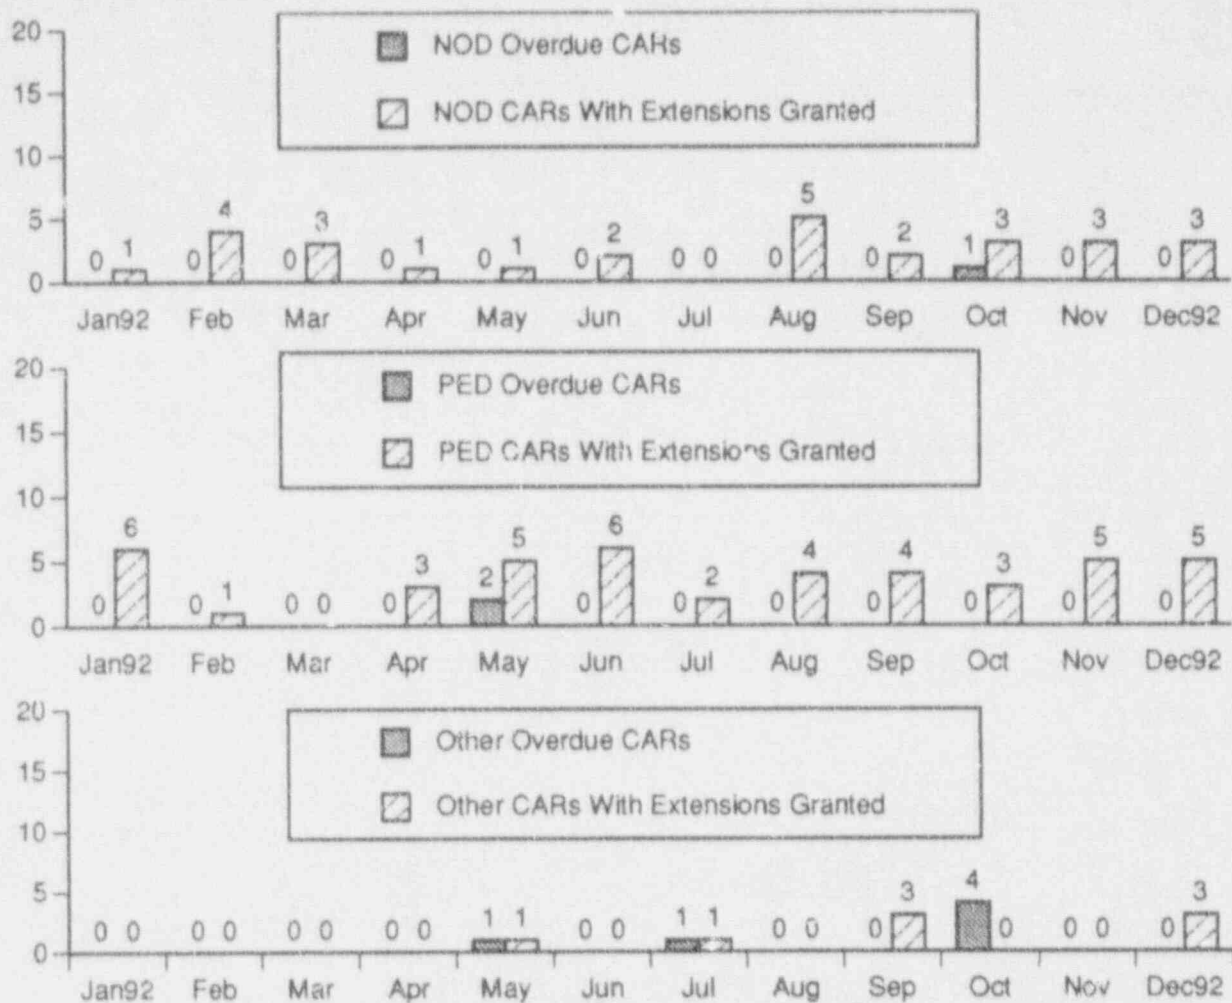 20
NOD Overdue CARs
15
NOD CARs With Extensions Granted
10
5
0 1 0 4 0 3 0 1 0 1 0 2 0 0 0 5 0 2 1 3 0 3 0 3
0
Jan92 Feb Mar Apr May Jun Jul Aug Sep Oct Nov Dec92
20
PED Overdue CARs
15
PED CARs With Extensions Granted
10
5
0 6 0 1 0 0 0 3 2 5 0 6 0 2 0 4 0 4 0 3 0 5 0 5
0
Jan92 Feb Mar Apr May Jun Jul Aug Sep Oct Nov Dec92
20
Other Overdue CARs
15
Other CARs With Extensions Granted
10
5
0 0 0 0 0 0 0 0 1 1 0 0 1 1 0 0 0 3 4 0 0 0 0 3
0
Jan92 Feb Mar Apr May Jun Jul Aug Sep Oct Nov Dec92